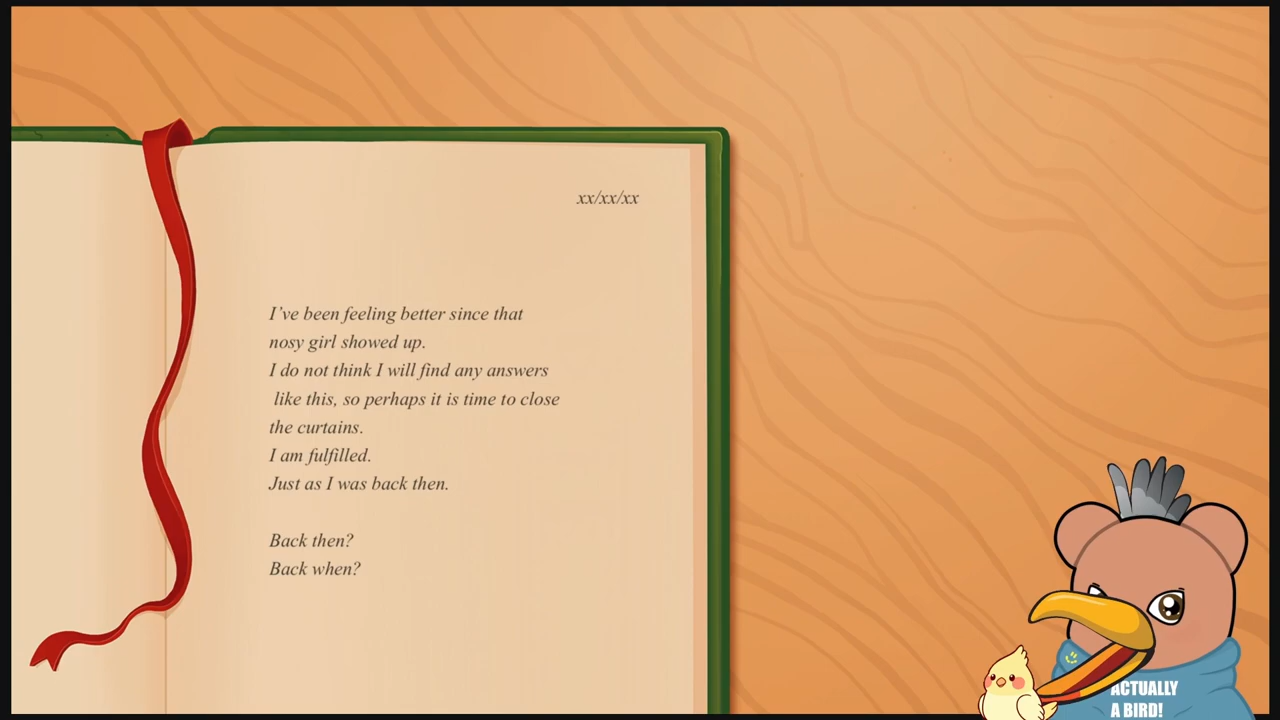 xx/xx/xx
I've been feeling better since that
nosy girl showed up.
I do not think I will find any answers
like this, so perhaps it is time to close
the curtains.
I am fulfilled.
Just as I was back then.
Back then?
Back when?
ACTUALLY
A BIRD!